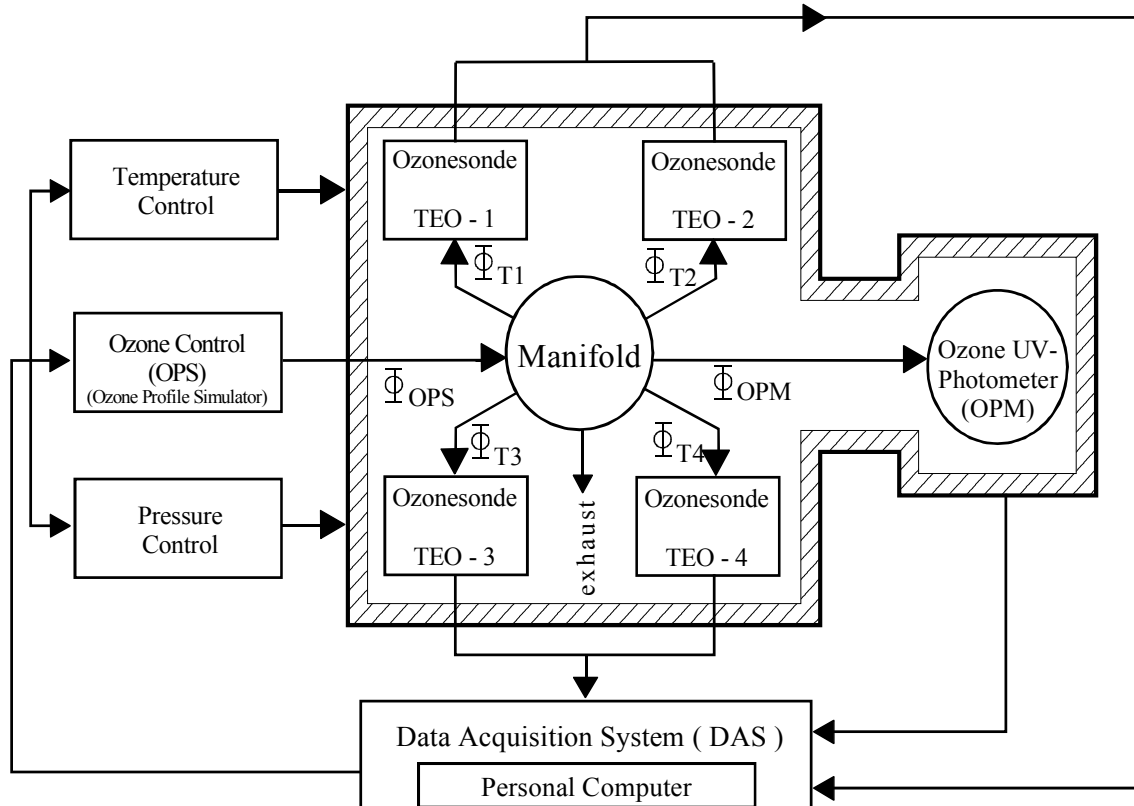 Ozonesonde
TEO - 1
Ozonesonde
TEO - 2
Temperature
Control
Φ T1
Φ T2
Ozone Control
(OPS)
(Ozone Profile Simulator)
Manifold
Ozone UV-
Photometer
(OPM)
Φ OPS
Φ OPM
Φ T3
Φ T4
Pressure
Control
Ozonesonde
TEO - 3
exhaust
Ozonesonde
TEO - 4
Data Acquisition System ( DAS )
Personal Computer